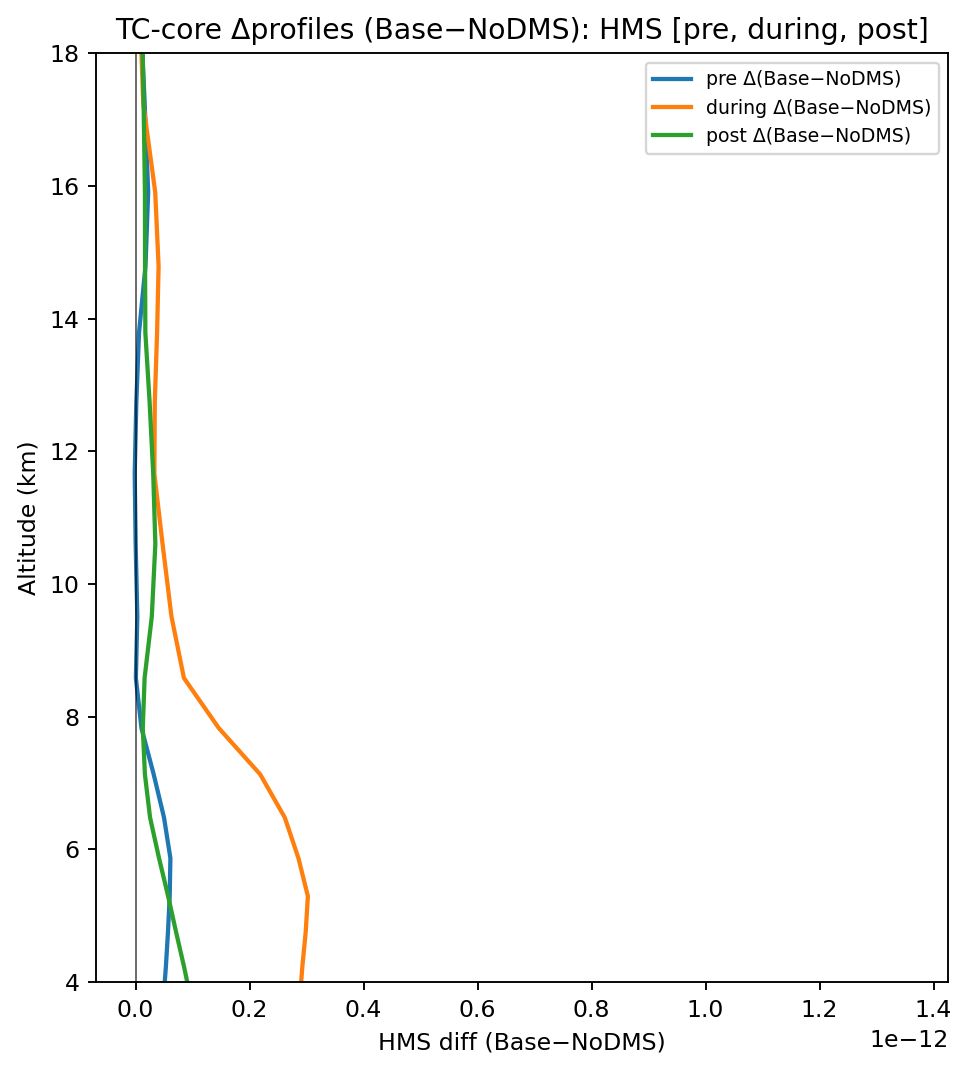 TC-core Δprofiles (Base−NoDMS): HMS [pre, during, post]
pre Δ(Base−NoDMS)
during Δ(Base−NoDMS)
post Δ(Base−NoDMS)
18
16
14
12
10
8
6
4
Altitude (km)
0.0 0.2 0.4 0.6 0.8 1.0 1.2 1.4
1e−12
HMS diff (Base−NoDMS)